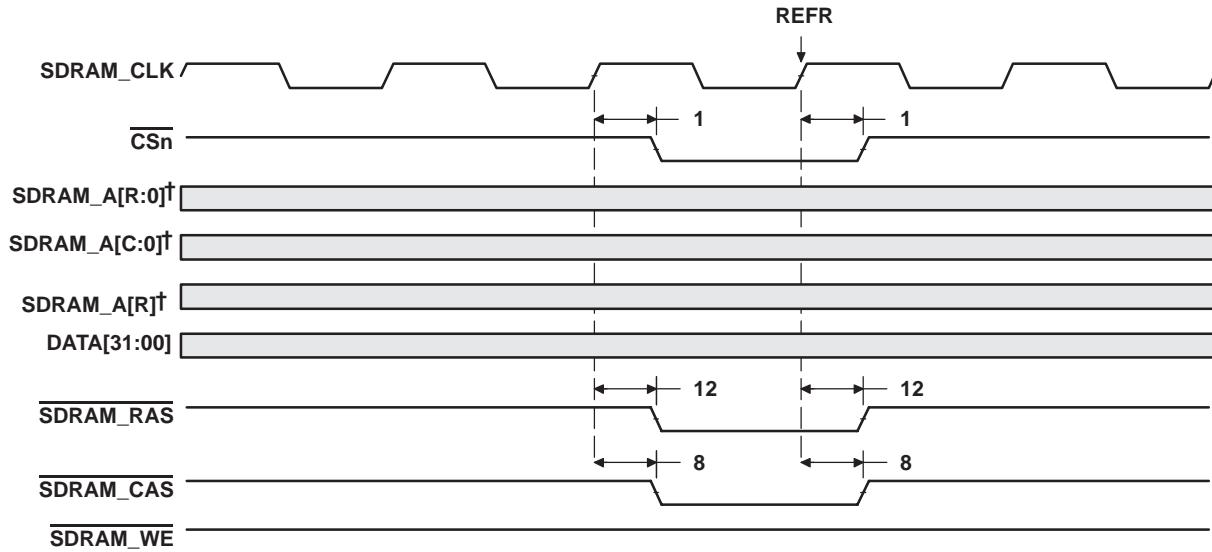 REFR
SDRAM_CLK
1 1
CSn
SDRAM_A[R:0]†
SDRAM_A[C:0]†
SDRAM_A[R]†
DATA[31:00]
12 12
SDRAM_RAS
8 8
SDRAM_CAS
SDRAM_WE